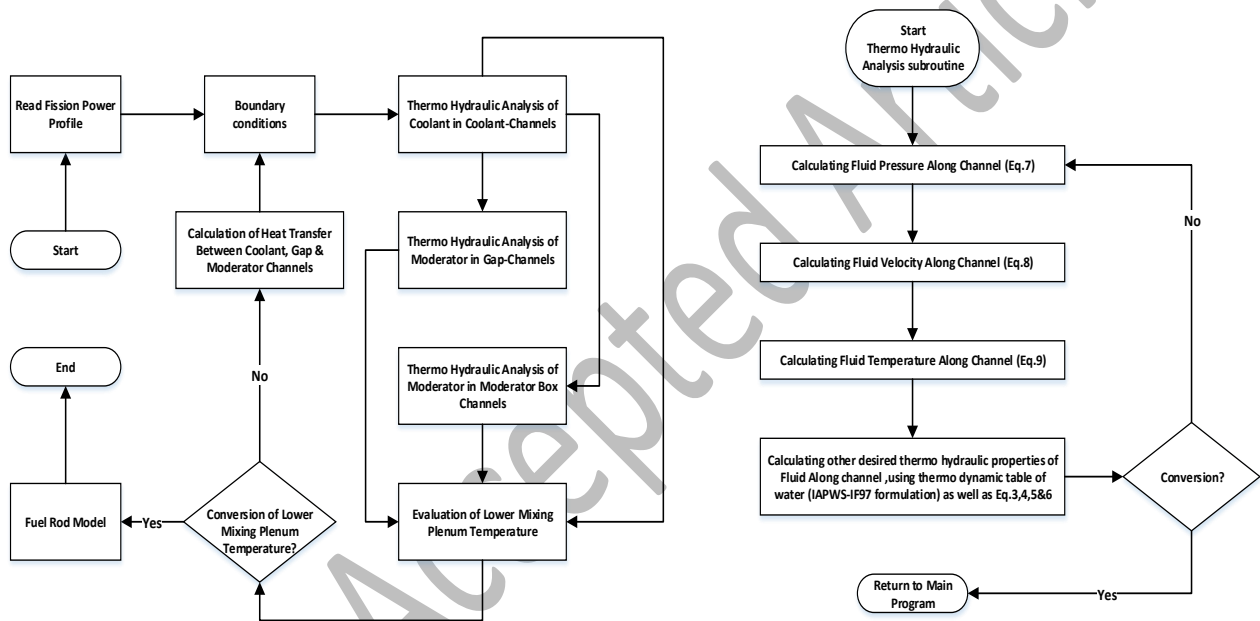 Read Fission Power
Profile
Boundary
conditions
Thermo Hydraulic Analysis of
Coolant in Coolant-Channels
Start
Calculation of Heat Transfer
Between Coolant, Gap &
Moderator Channels
Thermo Hydraulic Analysis of
Moderator in Gap-Channels
End
No
Thermo Hydraulic Analysis of
Moderator in Moderator Box
Channels
Fuel Rod Model
Yes
Conversion of Lower
Mixing Plenum
Temperature?
Evaluation of Lower Mixing
Plenum Temperature
Start
Thermo Hydraulic
Analysis subroutine
Calculating Fluid Pressure Along Channel (Eq.7)
No
Calculating Fluid Velocity Along Channel (Eq.8)
Calculating Fluid Temperature Along Channel (Eq.9)
Calculating other desired thermo hydraulic properties of
Fluid Along channel ,using thermo dynamic table of
water (IAPWS-IF97 formulation) as well as Eq.3,4,5&6
Conversion?
Return to Main
Program
Yes
Accepted Artic